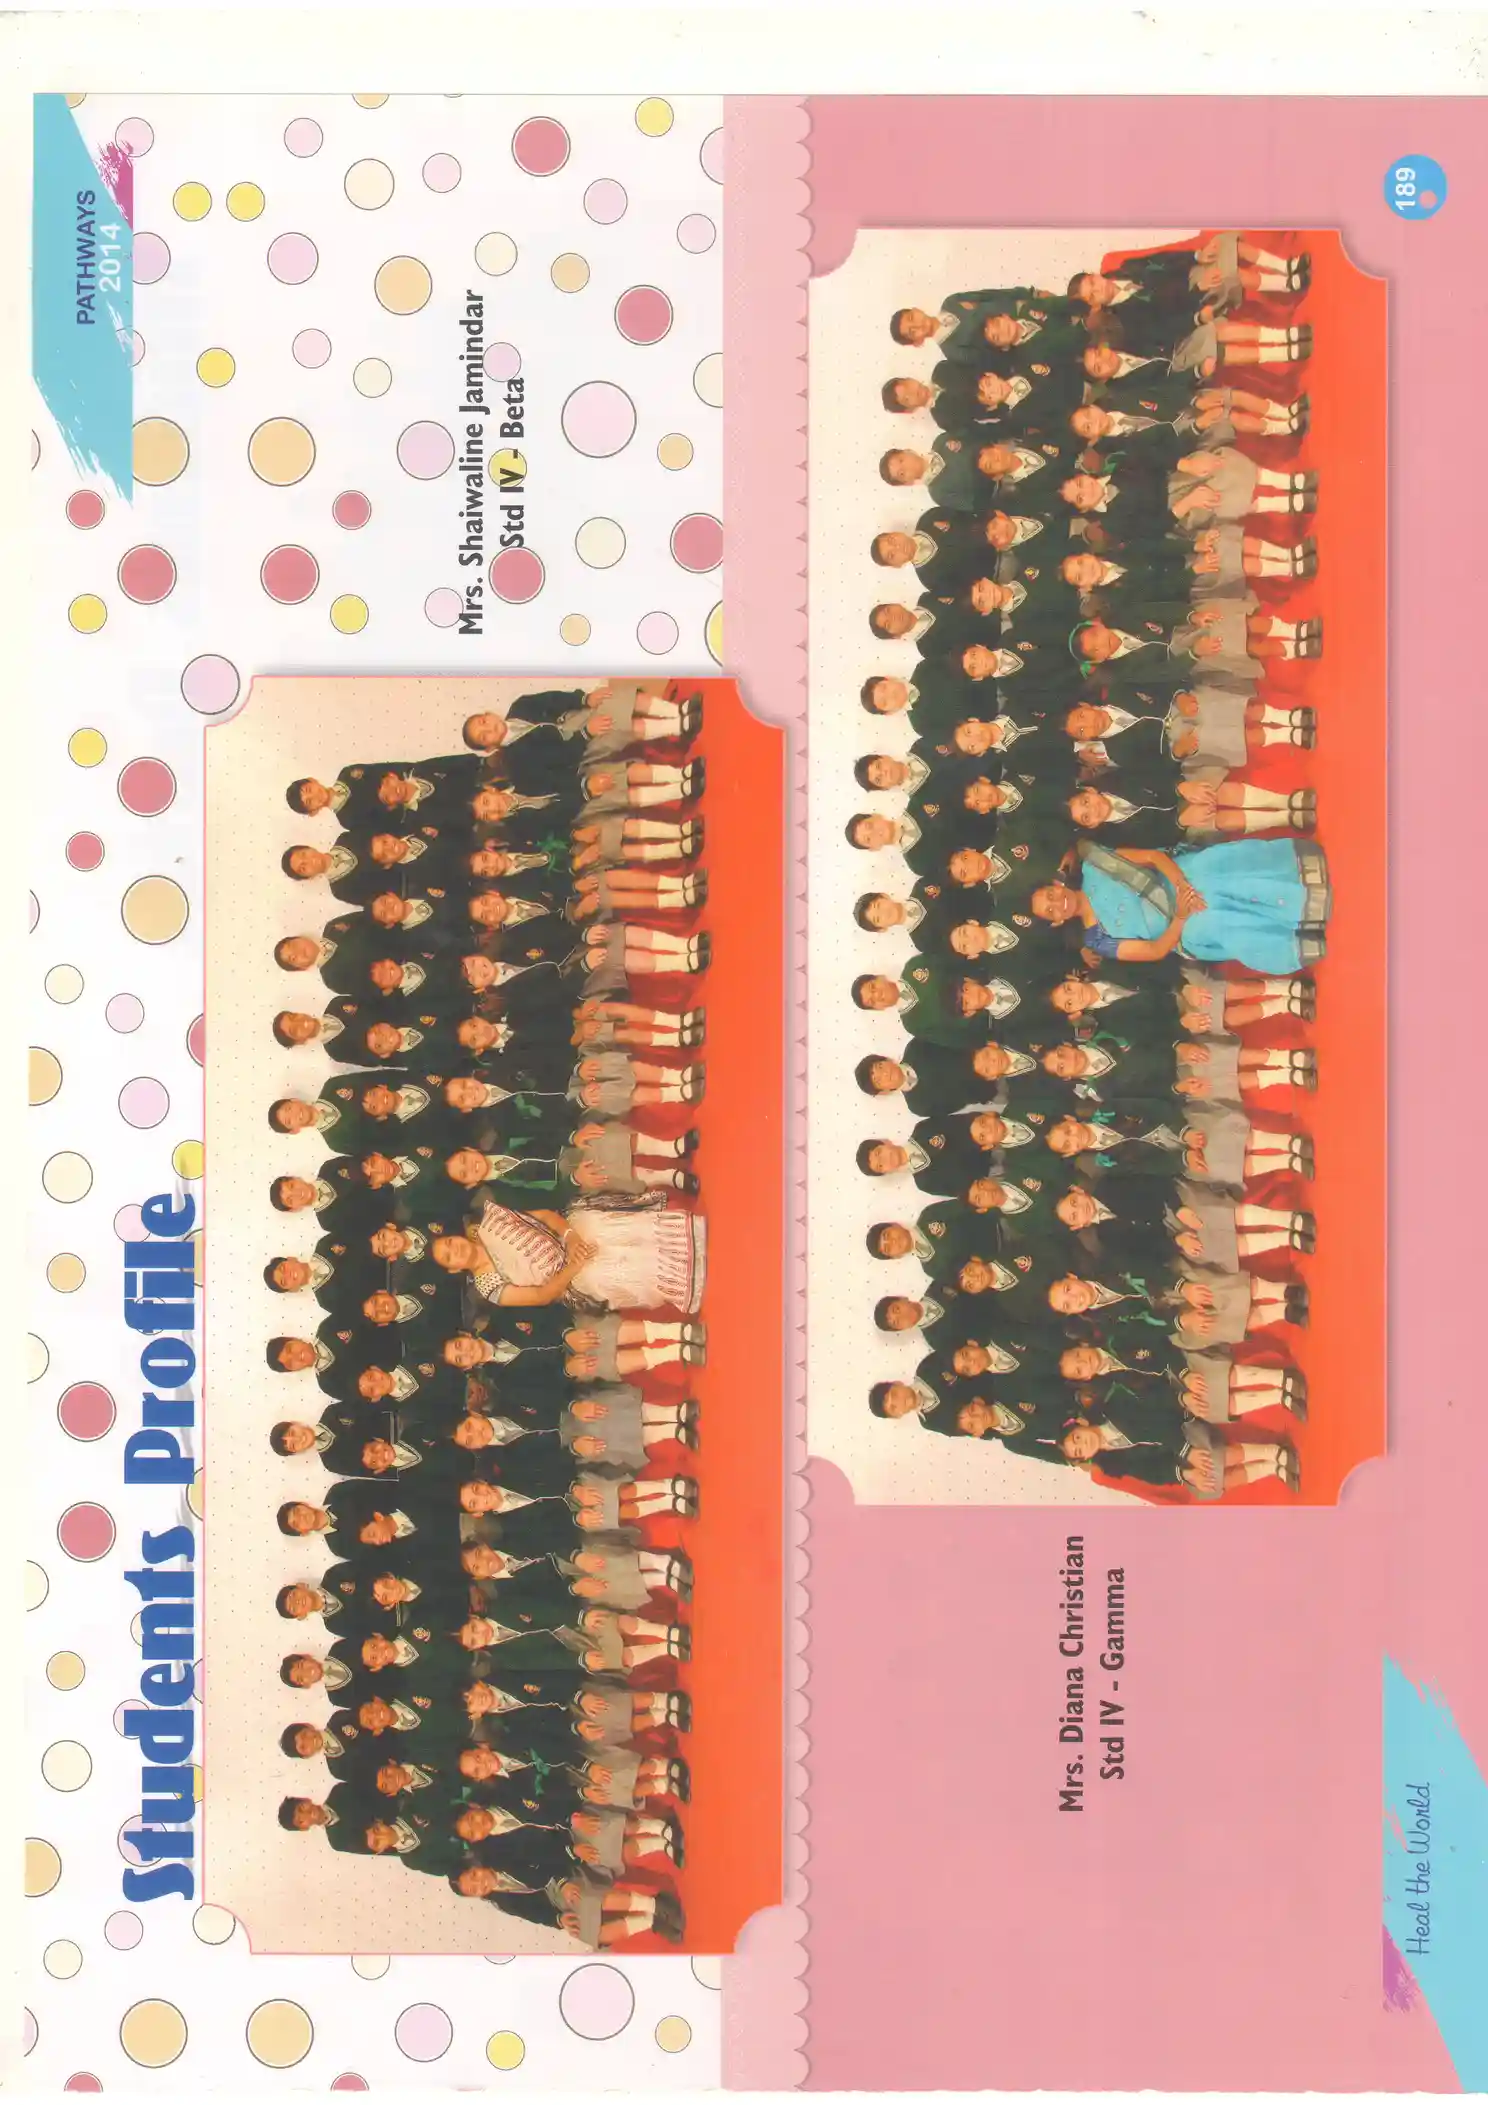 PATHWAYS
2014
Students Profile
Mrs. Shaiwaline Jamindar
Std IV - Beta
Mrs. Diana Christian
Std IV - Gamma
Heal the World
189